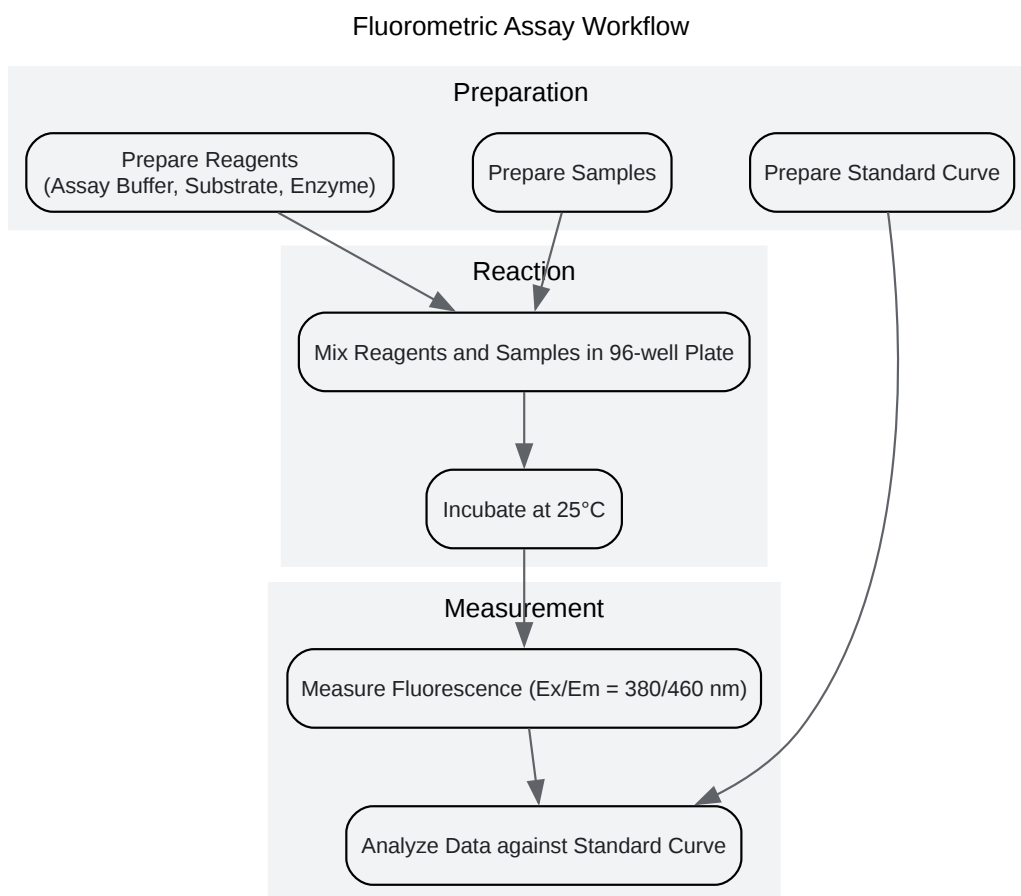 Fluorometric Assay Workflow
Preparation
Prepare Reagents
(Assay Buffer, Substrate, Enzyme)
Prepare Samples
Prepare Standard Curve
Reaction
Mix Reagents and Samples in 96-well Plate
Incubate at 25°C
Measurement
Measure Fluorescence (Ex/Em = 380/460 nm)
Analyze Data against Standard Curve